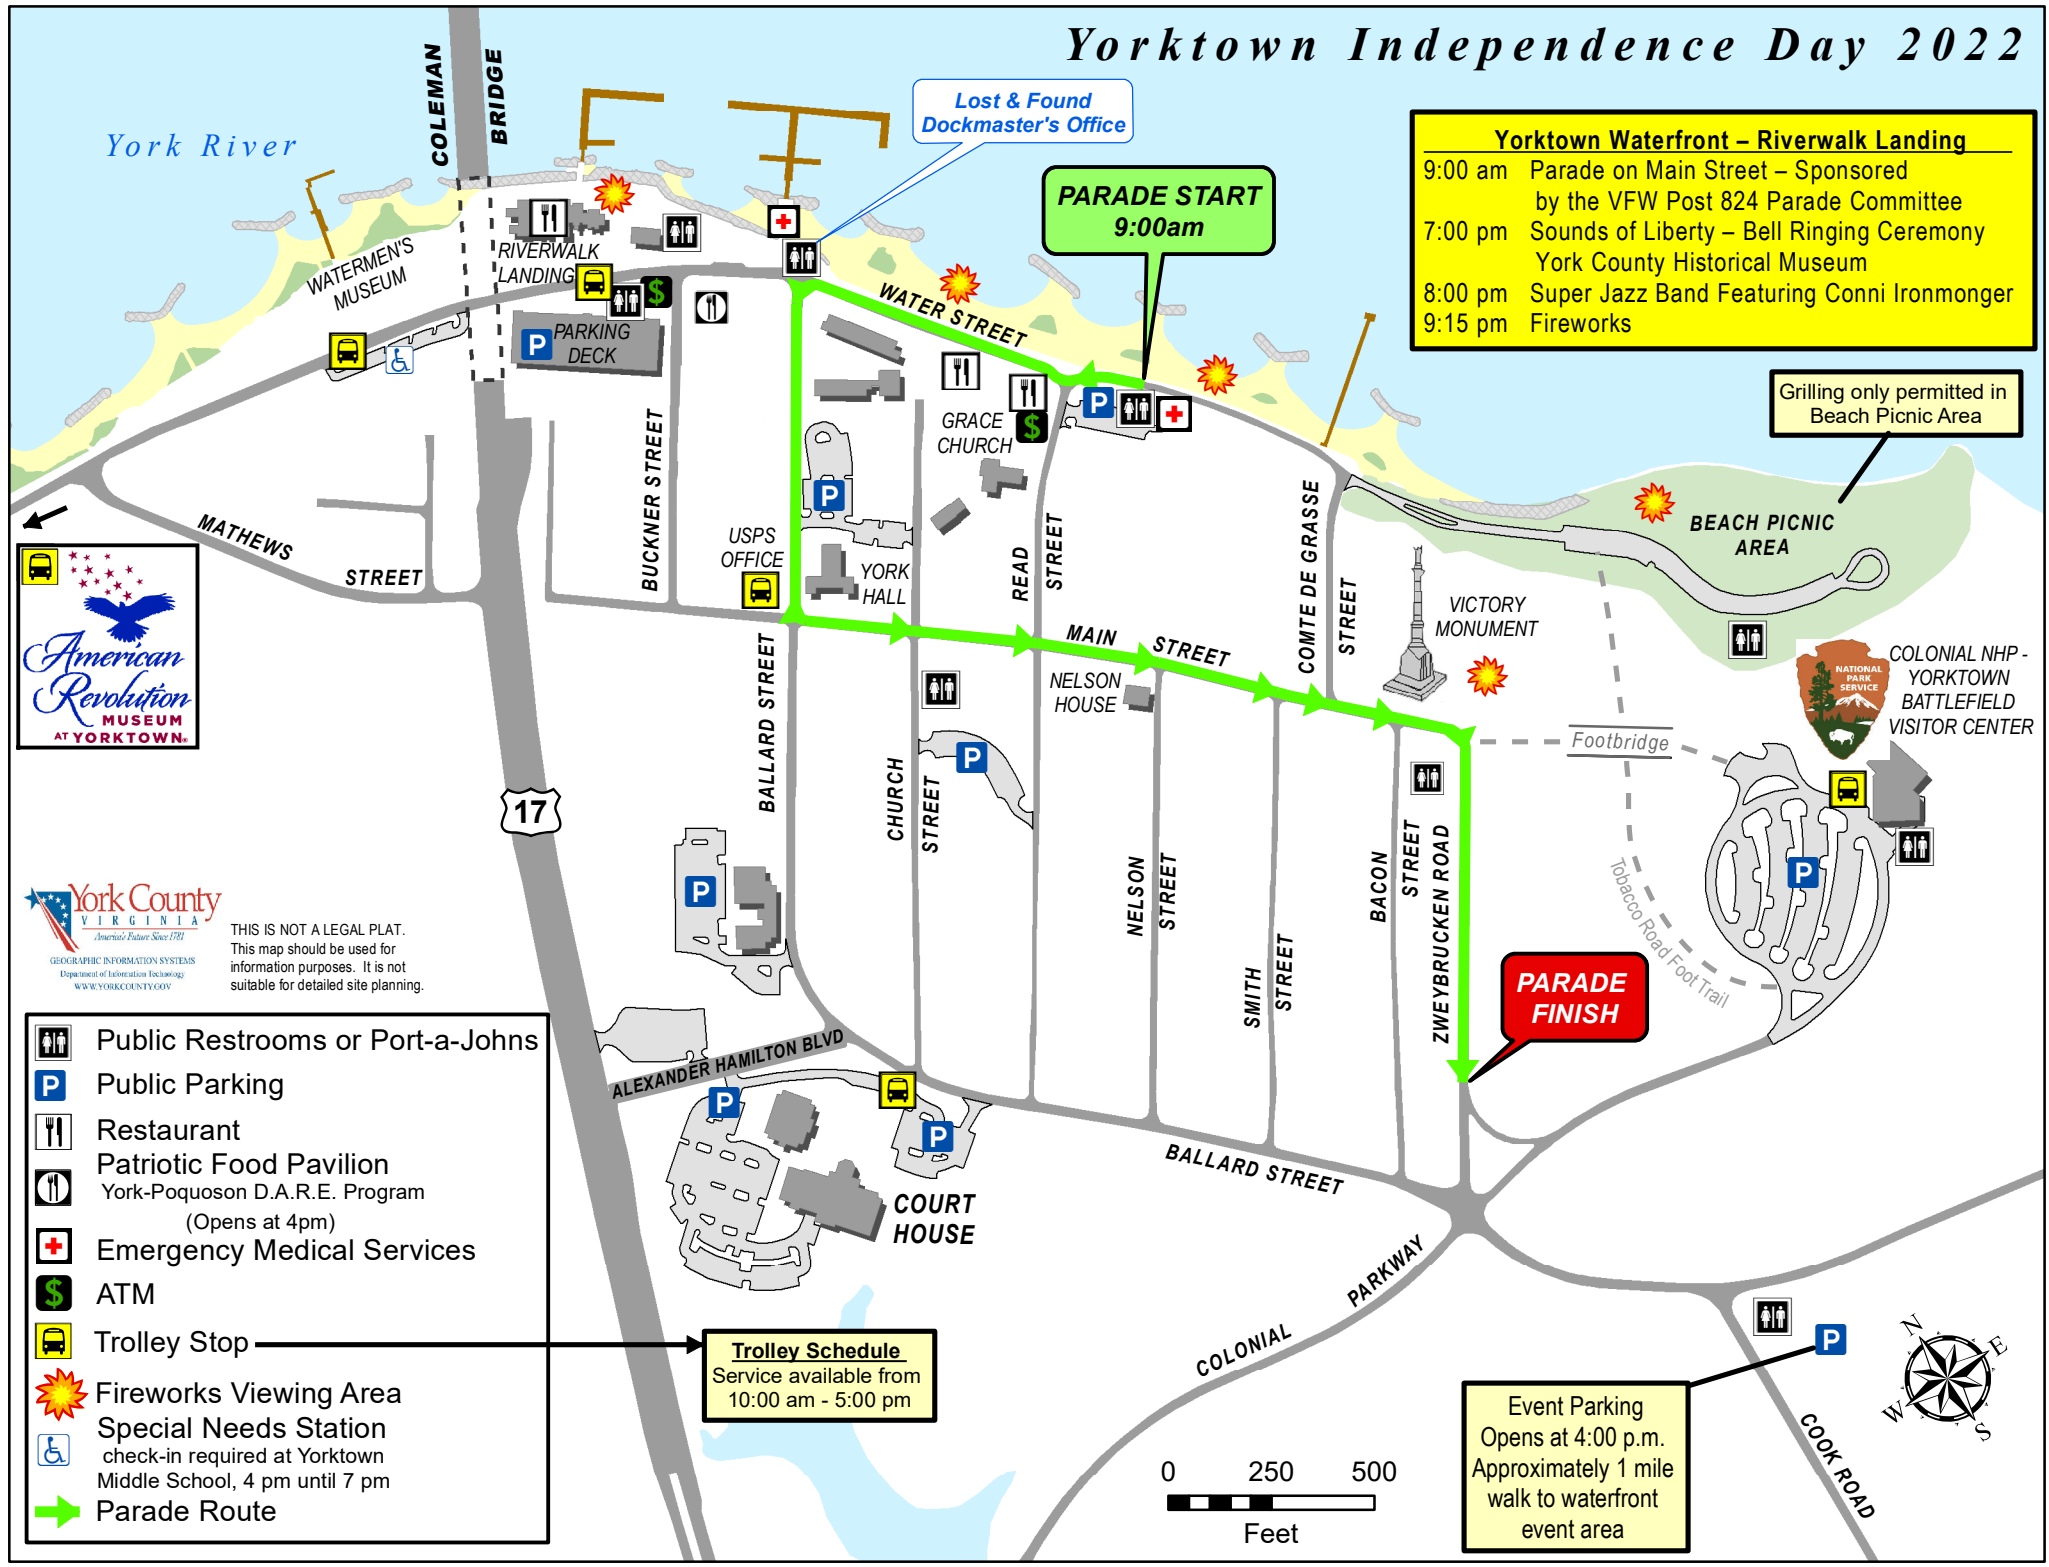 Yorktown Independence Day 2022
COLEMAN
BRIDGE
York River
Lost & Found
Dockmaster's Office
PARADE START
9:00am
Yorktown Waterfront – Riverwalk Landing
9:00 am Parade on Main Street – Sponsored
by the VFW Post 824 Parade Committee
7:00 pm Sounds of Liberty – Bell Ringing Ceremony
York County Historical Museum
8:00 pm Super Jazz Band Featuring Conni Ironmonger
9:15 pm Fireworks
Grilling only permitted in
Beach Picnic Area
WATERMEN'S
MUSEUM
RIVERWALK
LANDING
$
P
PARKING
DECK
WATER STREET
P
GRACE
CHURCH
$
P
BUCKNER STREET
USPS
OFFICE
YORK
HALL
READ
STREET
COMTE DE GRASSE
STREET
BEACH PICNIC
AREA
VICTORY
MONUMENT
MATHEWS
STREET
MAIN
STREET
NELSON
HOUSE
American
Revolution
MUSEUM
AT YORKTOWN®
NATIONAL
PARK
SERVICE
COLONIAL NHP -
YORKTOWN
BATTLEFIELD
VISITOR CENTER
Footbridge
Tobacco Road Foot Trail
P
17
BALLARD STREET
CHURCH
STREET
P
P
NELSON
STREET
SMITH
STREET
BACON
STREET
ZWEYBRUCKEN ROAD
PARADE
FINISH
York County
VIRGINIA
America's Future Since 1781
GEOGRAPHIC INFORMATION SYSTEMS
Department of Information Technology
WWW.YORKCOUNTY.GOV
THIS IS NOT A LEGAL PLAT.
This map should be used for
information purposes. It is not
suitable for detailed site planning.
ALEXANDER HAMILTON BLVD
P
P
COURT
HOUSE
BALLARD STREET
COLONIAL
PARKWAY
COOK ROAD
P
Public Restrooms or Port-a-Johns
P Public Parking
Restaurant
Patriotic Food Pavilion
York-Poquoson D.A.R.E. Program
(Opens at 4pm)
Emergency Medical Services
$ ATM
Trolley Stop
Fireworks Viewing Area
Special Needs Station
check-in required at Yorktown
Middle School, 4 pm until 7 pm
Parade Route
Trolley Schedule
Service available from
10:00 am - 5:00 pm
0 250 500
Feet
Event Parking
Opens at 4:00 p.m.
Approximately 1 mile
walk to waterfront
event area
N
E
W
S